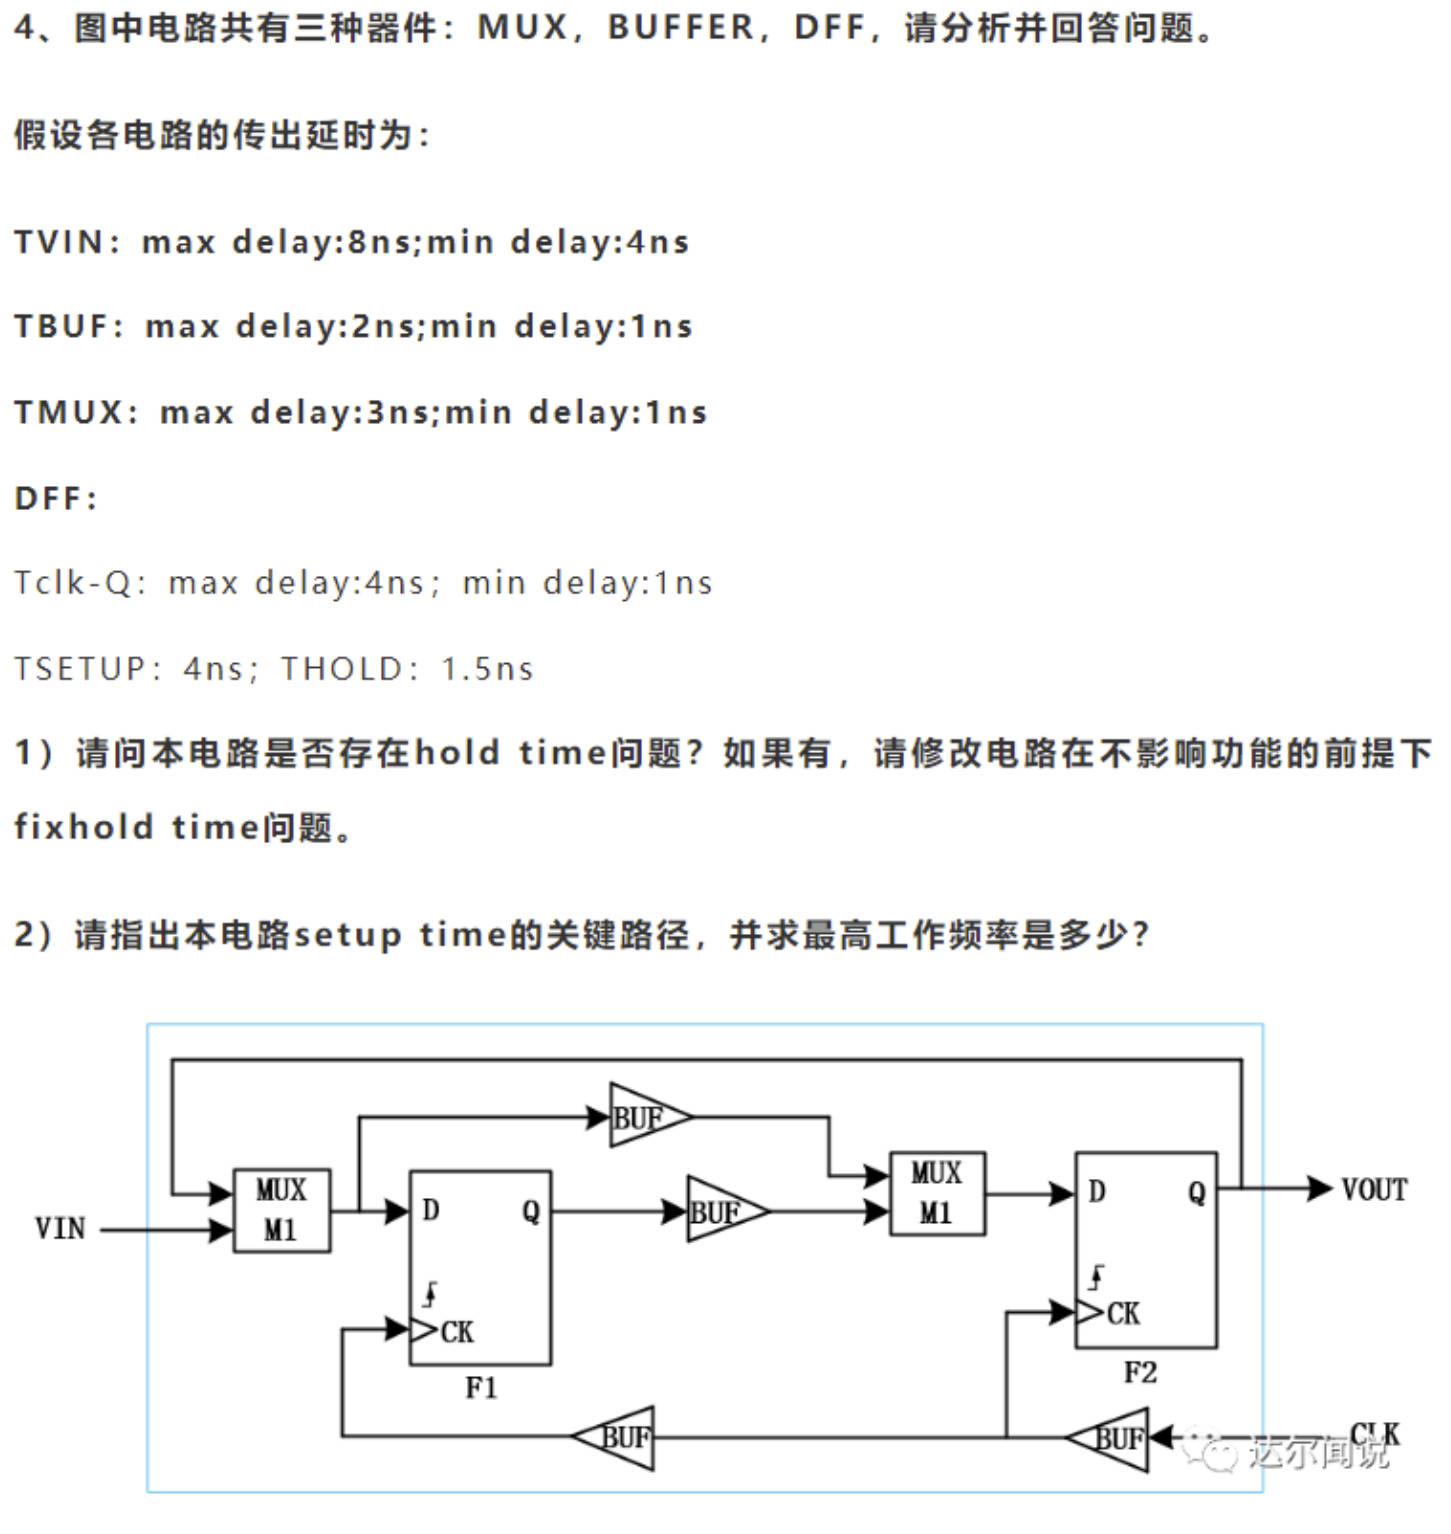 4、图中电路共有三种器件：MUX，BUFFER，DFF，请分析并回答问题。
假设各电路的传出延时为：
TVIN：max delay:8ns;min delay:4ns
TBUF：max delay:2ns;min delay:1ns
TMUX：max delay:3ns;min delay:1ns
DFF：
Tclk-Q：max delay:4ns；min delay:1ns
TSETUP：4ns；THOLD：1.5ns
1）请问本电路是否存在hold time问题？如果有，请修改电路在不影响功能的前提下
fixhold time问题。
2）请指出本电路setup time的关键路径，并求最高工作频率是多少？
BUF
MUX
M1
VIN
D
Q
CK
F1
BUF
MUX
M1
D
Q
CK
F2
VOUT
BUF
BUF
CLK
达尔闻说